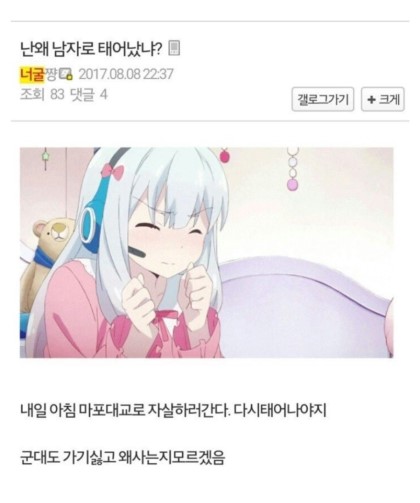 난왜 남자로 태어났냐?
너굴쨩 2017.08.08 22:37
조회 83 댓글 4
갤로그가기 + 크게
내일 아침 마포대교로 자살하러간다. 다시태어나야지
군대도 가기싫고 왜사는지모르겠음